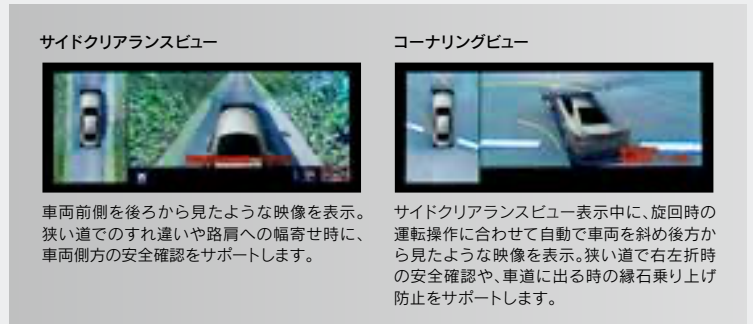 サイドクリアランスビュー
車両前側を後ろから見たような映像を表示。
狭い道でのすれ違いや路肩への幅寄せ時に、
車両側方の安全確認をサポートします。
コーナリングビュー
サイドクリアランスビュー表示中に、旋回時の
運転操作に合わせて自動で車両を斜め後方か
ら見たような映像を表示。狭い道で右左折時
の安全確認や、車道に出る時の縁石乗り上げ
防止をサポートします。